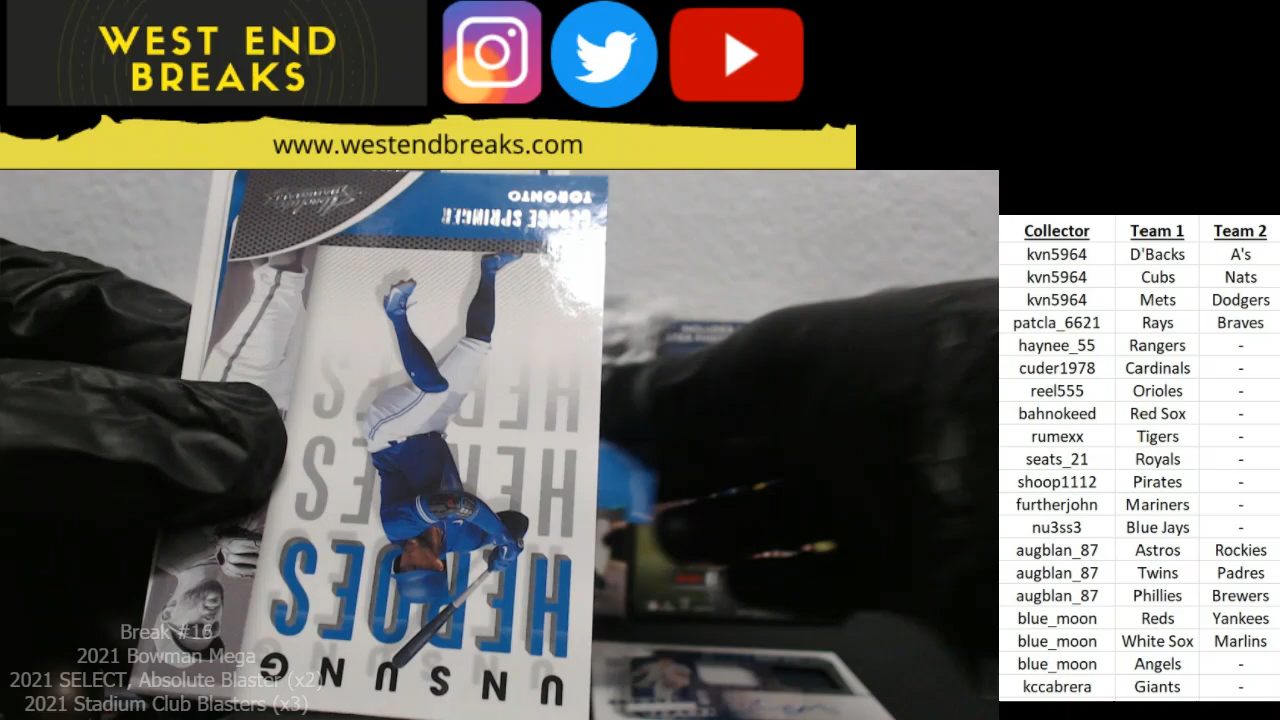 WEST END
BREAKS
www.westendbreaks.com
GEORGE SPRINGER
TORONTO
HEROES
HEROES
HEROES
UNSUNG
Break #16
2021 Bowman Mega
2021 SELECT, Absolute Blaster (x2)
2021 Stadium Club Blasters (x3)
Collector Team 1 Team 2
kvn5964 D'Backs A's
kvn5964 Cubs Nats
kvn5964 Mets Dodgers
patcla_6621 Rays Braves
haynee_55 Rangers -
cuder1978 Cardinals -
reel555 Orioles -
bahnokeed Red Sox -
rumexx Tigers -
seats_21 Royals -
shoop1112 Pirates -
furtherjohn Mariners -
nu3ss3 Blue Jays -
augblan_87 Astros Rockies
augblan_87 Twins Padres
augblan_87 Phillies Brewers
blue_moon Reds Yankees
blue_moon White Sox Marlins
blue_moon Angels -
kccabrera Giants -